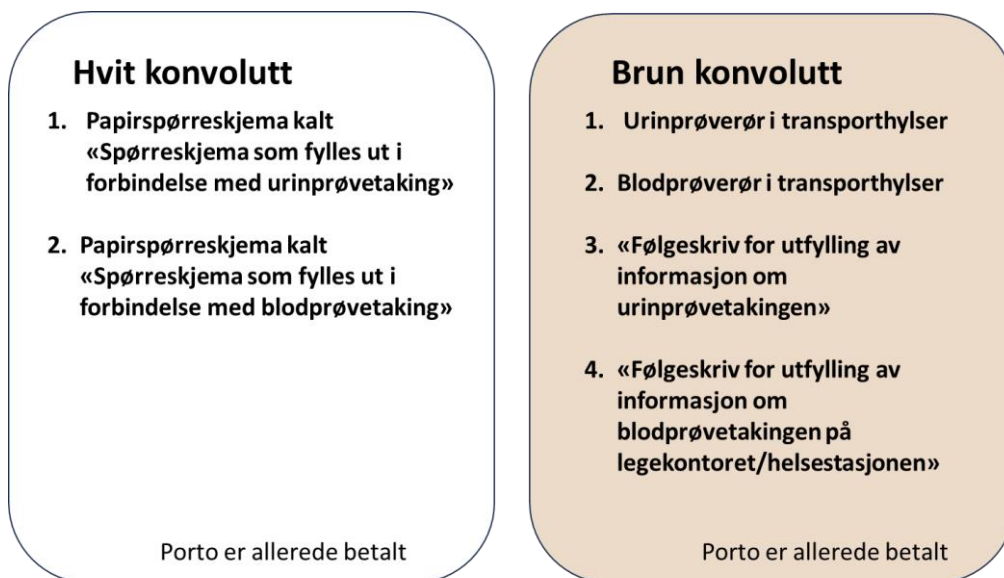 Hvit konvolutt
1. Papirspørreskjema kalt
«Spørreskjema som fylles ut i
forbindelse med urinprøvetaking»
2. Papirspørreskjema kalt
«Spørreskjema som fylles ut i
forbindelse med blodprøvetaking»
Porto er allerede betalt
Brun konvolutt
1. Urinprøverør i transporthylser
2. Blodprøverør i transporthylser
3. «Følgeskriv for utfylling av
informasjon om
urinprøvetakingen»
4. «Følgeskriv for utfylling av
informasjon om
blodprøvetakingen på
legekontoret/helsestasjonen»
Porto er allerede betalt